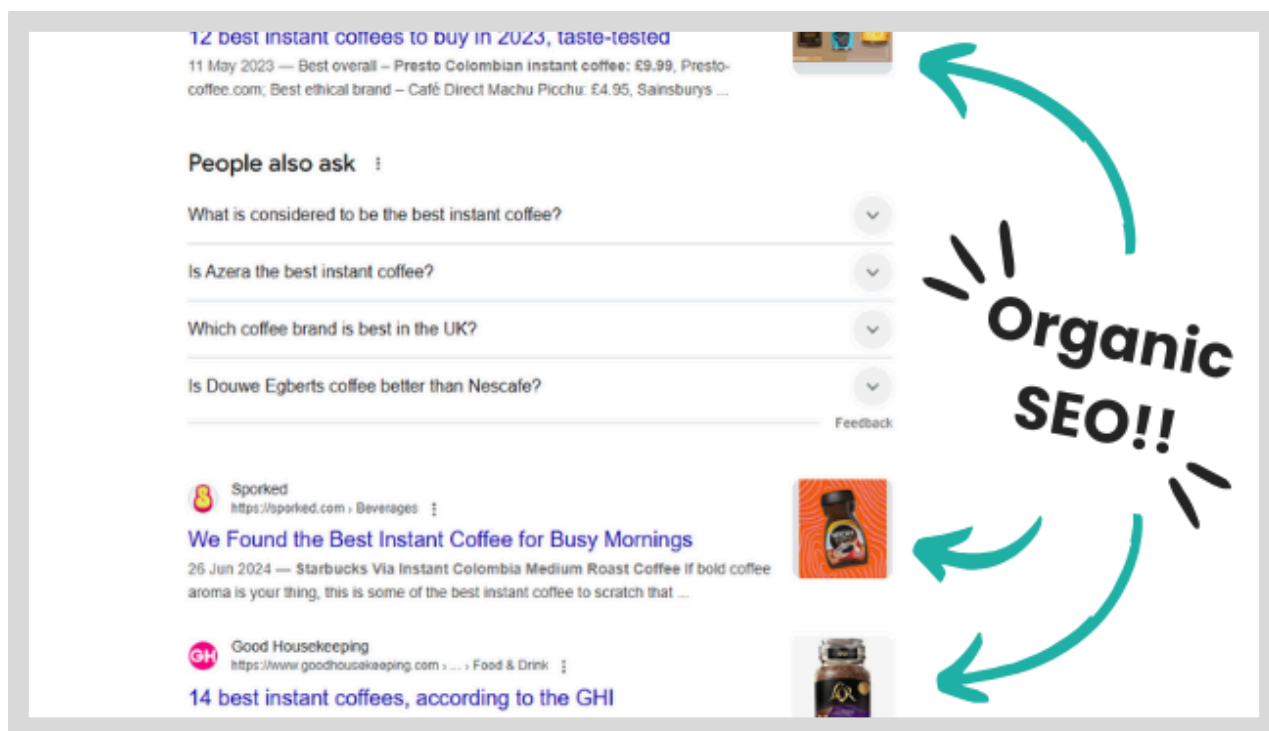 12 best instant coffees to buy in 2023, taste-tested
11 May 2023 — Best overall – Presto Colombian instant coffee: £9.99, Presto-
coffee.com; Best ethical brand – Café Direct Machu Picchu: £4.95, Sainsburys ...
People also ask
What is considered to be the best instant coffee?
Is Azera the best instant coffee?
Which coffee brand is best in the UK?
Is Douwe Egberts coffee better than Nescafe?
Feedback
Organic
SEO!!
S
Sporked
https://sporked.com › Beverages
We Found the Best Instant Coffee for Busy Mornings
26 Jun 2024 — Starbucks Via Instant Colombia Medium Roast Coffee If bold coffee
aroma is your thing, this is some of the best instant coffee to scratch that ...
GH
Good Housekeeping
https://www.goodhousekeeping.com › ... › Food & Drink
14 best instant coffees, according to the GHI
L'OR